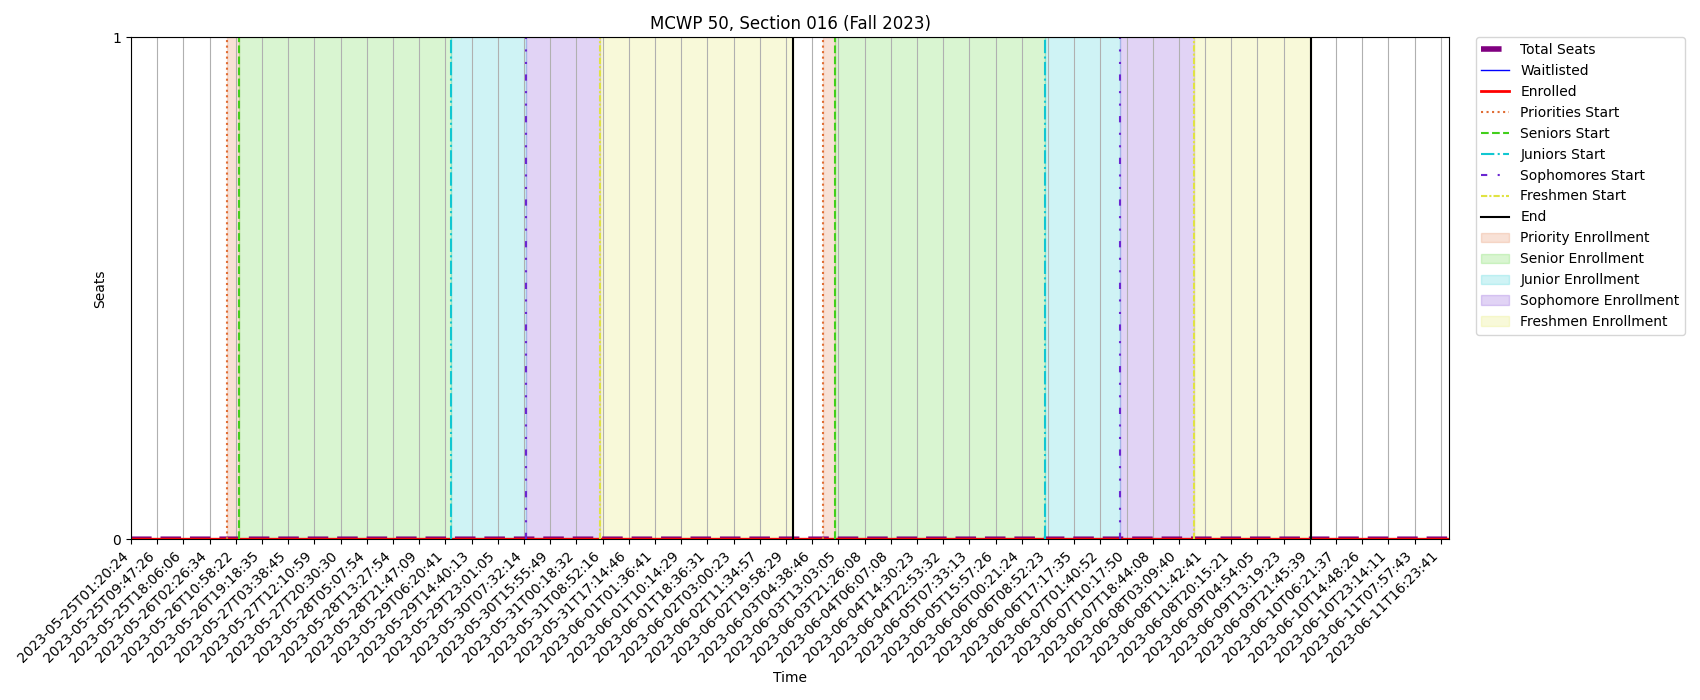 MCWP 50, Section 016 (Fall 2023)
1
0
Seats
2023-05-25T01:20:24
2023-05-25T09:47:26
2023-05-25T18:06:06
2023-05-26T02:26:34
2023-05-26T10:58:22
2023-05-26T19:18:35
2023-05-27T03:38:45
2023-05-27T12:10:59
2023-05-27T20:30:30
2023-05-28T05:07:54
2023-05-28T13:27:54
2023-05-28T21:47:09
2023-05-29T06:20:41
2023-05-29T14:40:13
2023-05-29T23:01:05
2023-05-30T07:32:14
2023-05-30T15:55:49
2023-05-31T00:18:32
2023-05-31T08:52:16
2023-05-31T17:14:46
2023-06-01T01:36:41
2023-06-01T10:14:29
2023-06-01T18:36:31
2023-06-02T03:00:23
2023-06-02T11:34:57
2023-06-02T19:58:29
2023-06-03T04:38:46
2023-06-03T13:03:05
2023-06-03T21:26:08
2023-06-04T06:07:08
2023-06-04T14:30:23
2023-06-04T22:53:32
2023-06-05T07:33:13
2023-06-05T15:57:26
2023-06-06T00:21:24
2023-06-06T08:52:23
2023-06-06T17:17:35
2023-06-07T01:40:52
2023-06-07T10:17:50
2023-06-07T18:44:08
2023-06-08T03:09:40
2023-06-08T11:42:41
2023-06-08T20:15:21
2023-06-09T04:54:05
2023-06-09T13:19:23
2023-06-09T21:45:39
2023-06-10T06:21:37
2023-06-10T14:48:26
2023-06-10T23:14:11
2023-06-11T07:57:43
2023-06-11T16:23:41
Time
Total Seats
Waitlisted
Enrolled
Priorities Start
Seniors Start
Juniors Start
Sophomores Start
Freshmen Start
End
Priority Enrollment
Senior Enrollment
Junior Enrollment
Sophomore Enrollment
Freshmen Enrollment